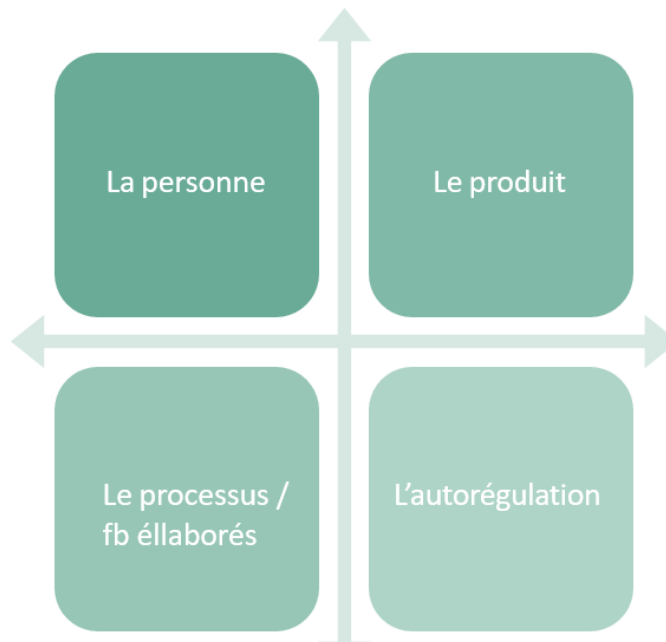 La personne
Le produit
Le processus /
fb éllaborés
L'autorégulation